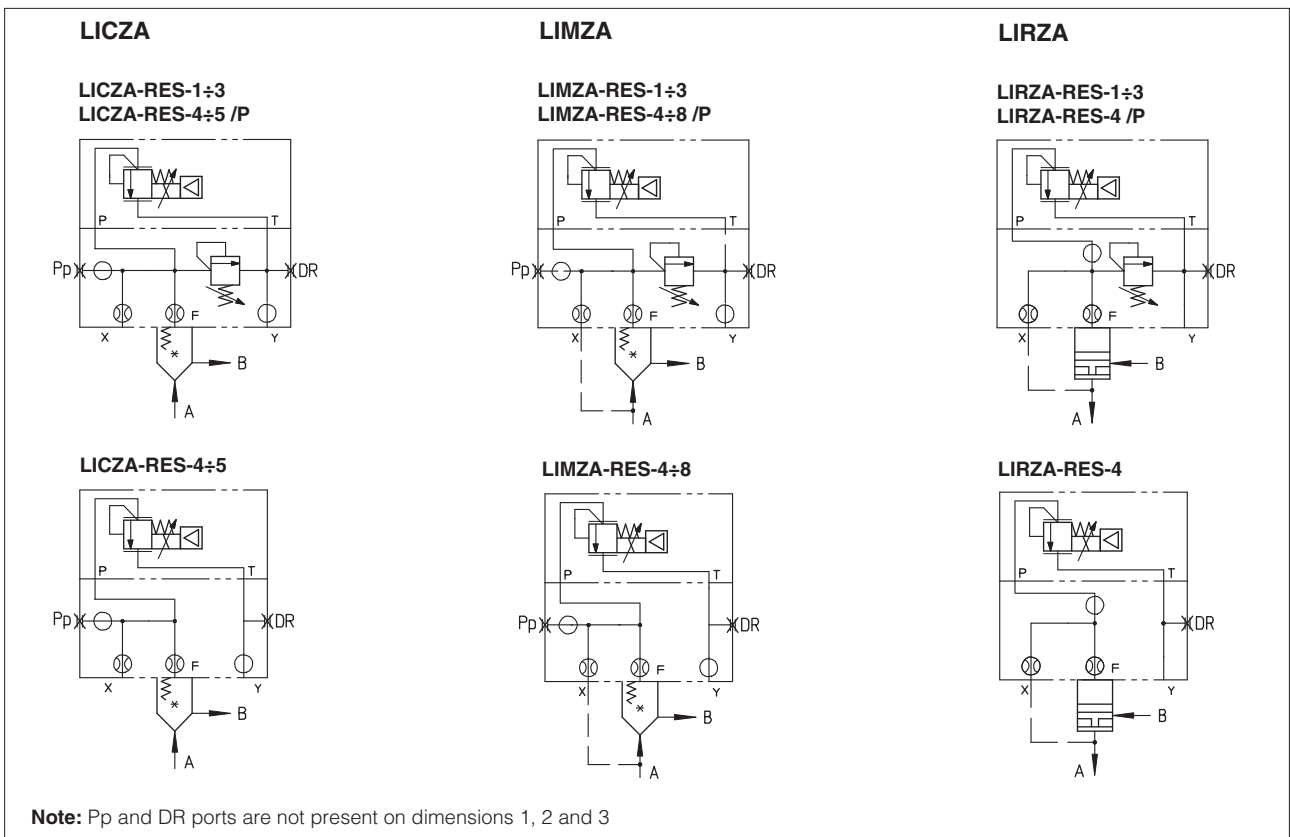 LICZA
LICZA-RES-1÷3
LICZA-RES-4÷5 /P
P
T
Pp
DR
F
X
Y
B
A
LICZA-RES-4÷5
P
T
Pp
DR
F
X
Y
B
A
LIMZA
LIMZA-RES-1÷3
LIMZA-RES-4÷8 /P
P
T
Pp
DR
F
X
Y
B
A
LIMZA-RES-4÷8
P
T
Pp
DR
F
X
Y
B
A
LIRZA
LIRZA-RES-1÷3
LIRZA-RES-4 /P
P
T
DR
F
X
Y
B
A
LIRZA-RES-4
P
T
DR
F
X
Y
B
A
Note: Pp and DR ports are not present on dimensions 1, 2 and 3